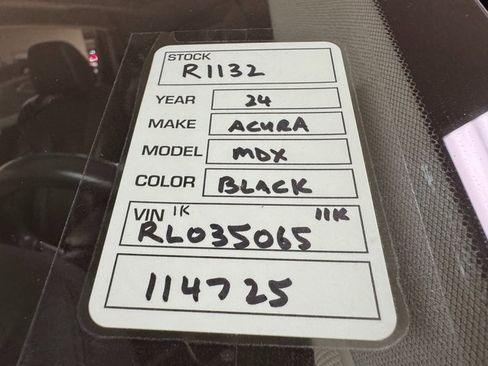 STOCK
R1132
YEAR 24
MAKE ACURA
MODEL MDX
COLOR BLACK
VIN 1K 11K
RL035065
114725